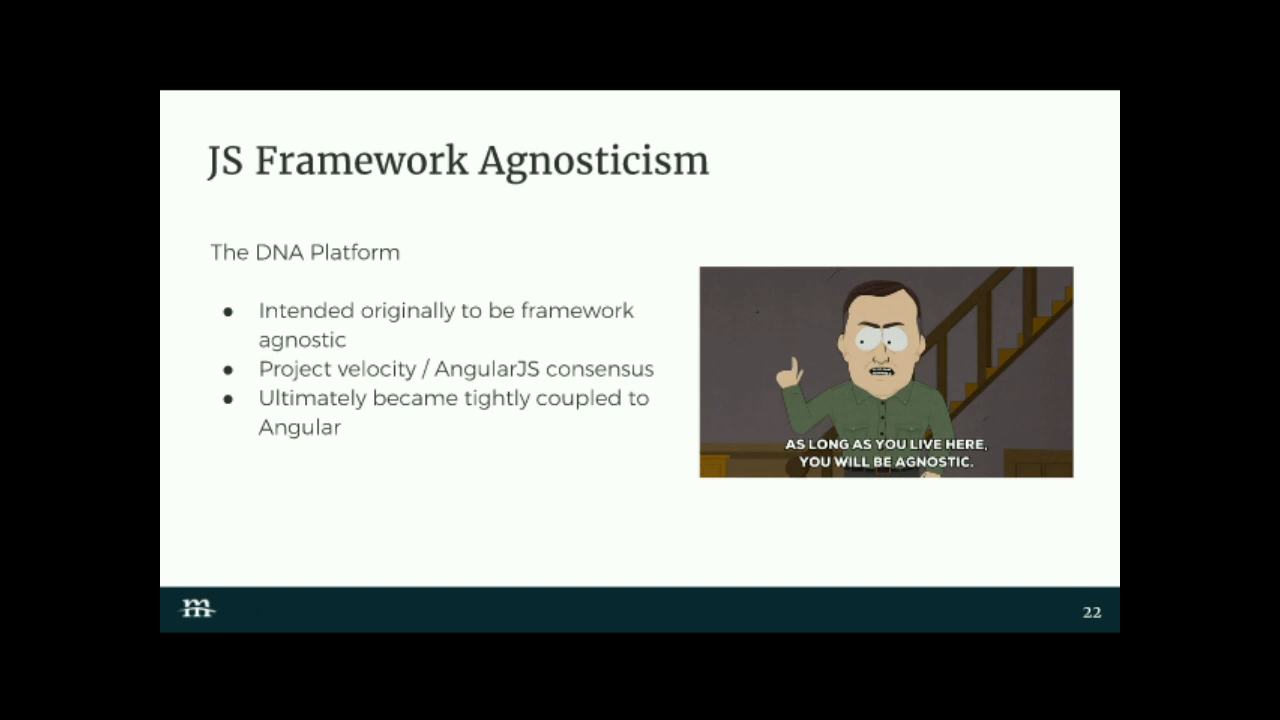 JS Framework Agnosticism
The DNA Platform
● Intended originally to be framework
agnostic
● Project velocity / AngularJS consensus
● Ultimately became tightly coupled to
Angular
AS LONG AS YOU LIVE HERE,
YOU WILL BE AGNOSTIC.
m
22